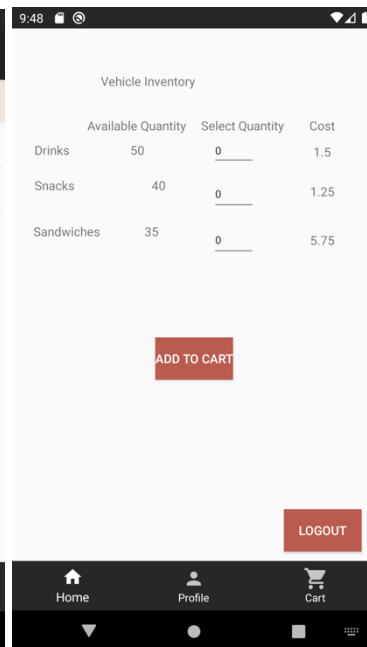 9:48
Vehicle Inventory
Available Quantity Select Quantity Cost
Drinks 50 0 1.5
Snacks 40 0 1.25
Sandwiches 35 0 5.75
ADD TO CART
LOGOUT
Home Profile Cart